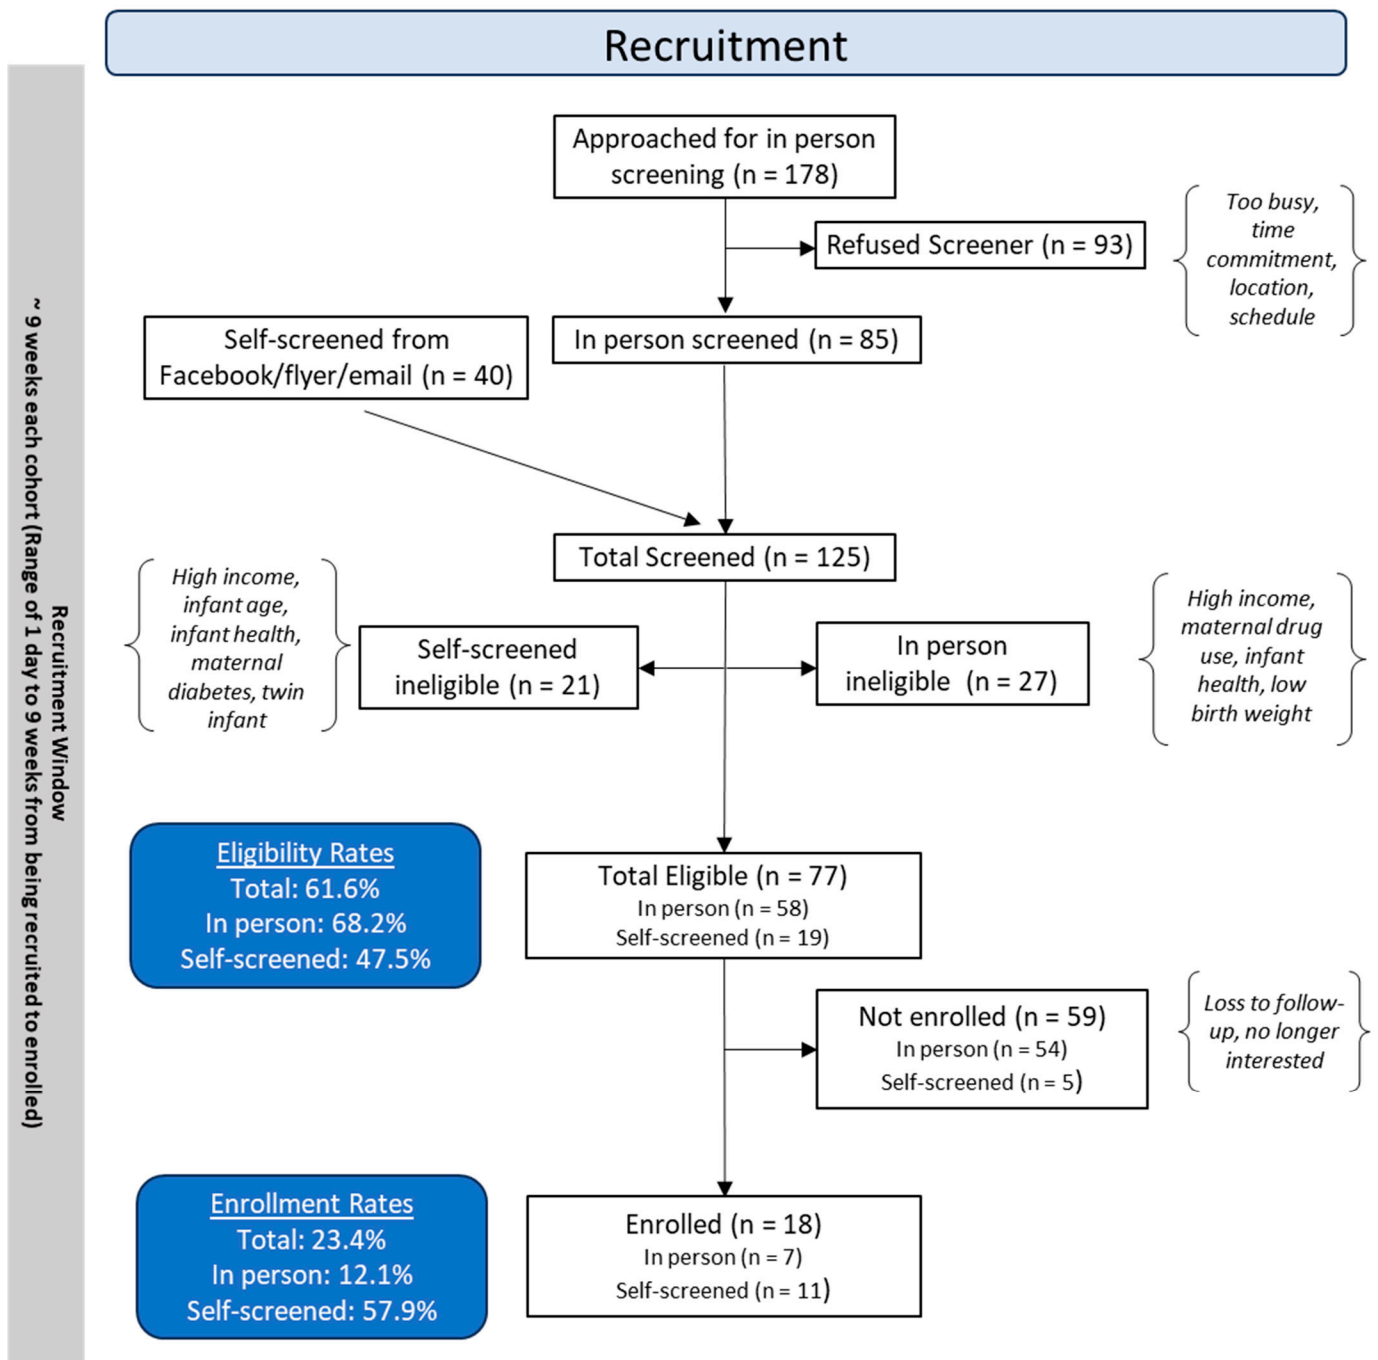 Recruitment
Recruitment Window
~ 9 weeks each cohort (Range of 1 day to 9 weeks from being recruited to enrolled)
Approached for in person
screening (n = 178)
Refused Screener (n = 93)
Too busy,
time
commitment,
location,
schedule
Self-screened from
Facebook/flyer/email (n = 40)
In person screened (n = 85)
Total Screened (n = 125)
High income,
infant age,
infant health,
maternal
diabetes, twin
infant
Self-screened
ineligible (n = 21)
In person
ineligible  (n = 27)
High income,
maternal drug
use, infant
health, low
birth weight
Eligibility Rates
Total: 61.6%
In person: 68.2%
Self-screened: 47.5%
Total Eligible (n = 77)
In person (n = 58)
Self-screened (n = 19)
Not enrolled (n = 59)
In person (n = 54)
Self-screened (n = 5)
Loss to follow-
up, no longer
interested
Enrollment Rates
Total: 23.4%
In person: 12.1%
Self-screened: 57.9%
Enrolled (n = 18)
In person (n = 7)
Self-screened (n = 11)